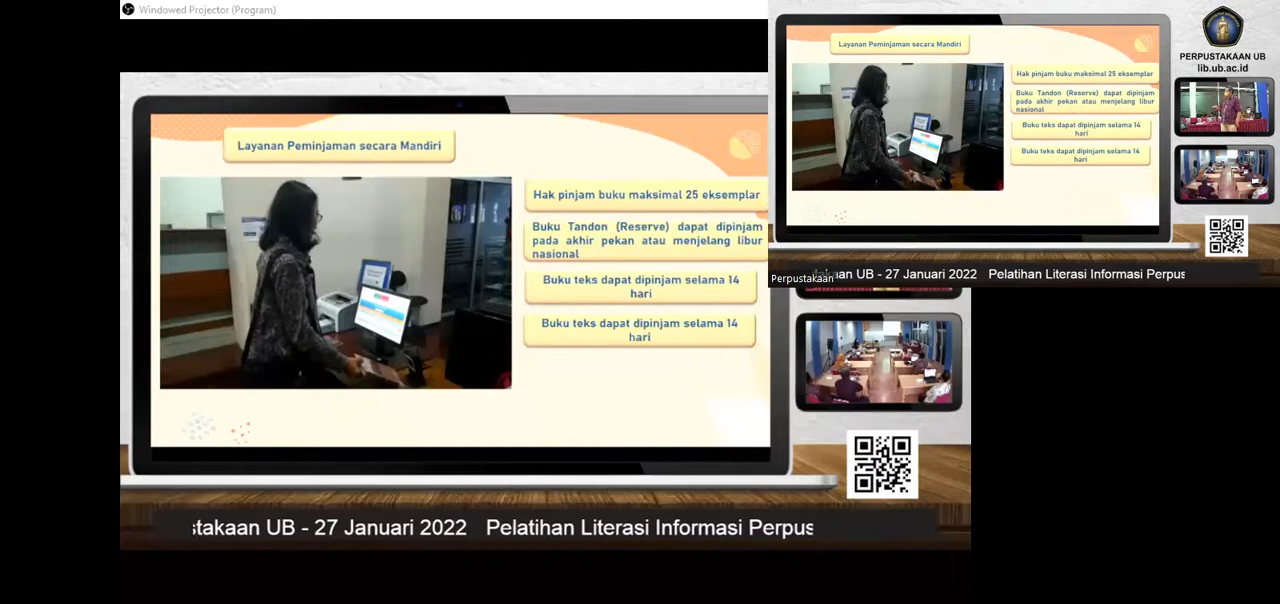 Windowed Projector (Program)
Layanan Peminjaman secara Mandiri
Hak pinjam buku maksimal 25 eksemplar
Buku Tandon (Reserve) dapat dipinjam
pada akhir pekan atau menjelang libur
nasional
Buku teks dapat dipinjam selama 14
hari
Buku teks dapat dipinjam selama 14
hari
stakaan UB - 27 Januari 2022 Pelatihan Literasi Informasi Perpus
Layanan Peminjaman secara Mandiri
Hak pinjam buku maksimal 25 eksemplar
Buku Tandon (Reserve) dapat dipinjam
pada akhir pekan atau menjelang libur
nasional
Buku teks dapat dipinjam selama 14
hari
Buku teks dapat dipinjam selama 14
hari
PERPUSTAKAAN UB
lib.ub.ac.id
Perpustakaan
takaan UB - 27 Januari 2022 Pelatihan Literasi Informasi Perpus